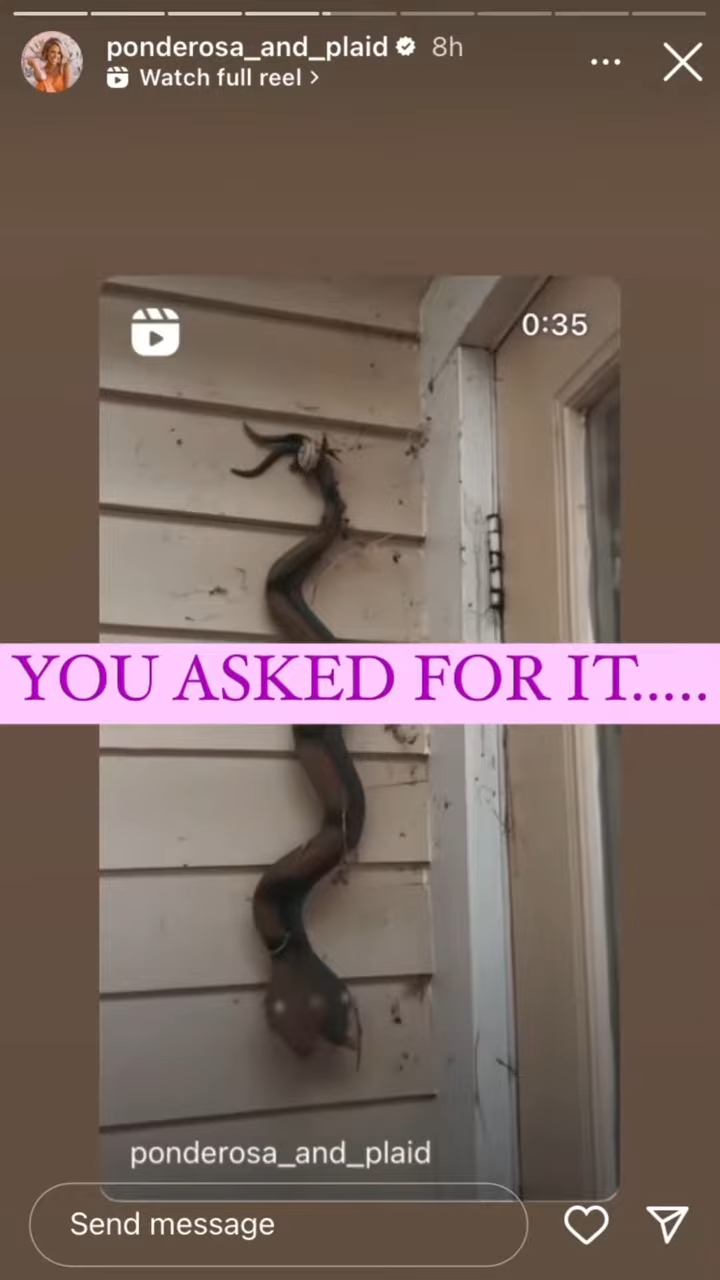 ponderosa_and_plaid 8h
Watch full reel >
0:35
YOU ASKED FOR IT.....
ponderosa_and_plaid
Send message